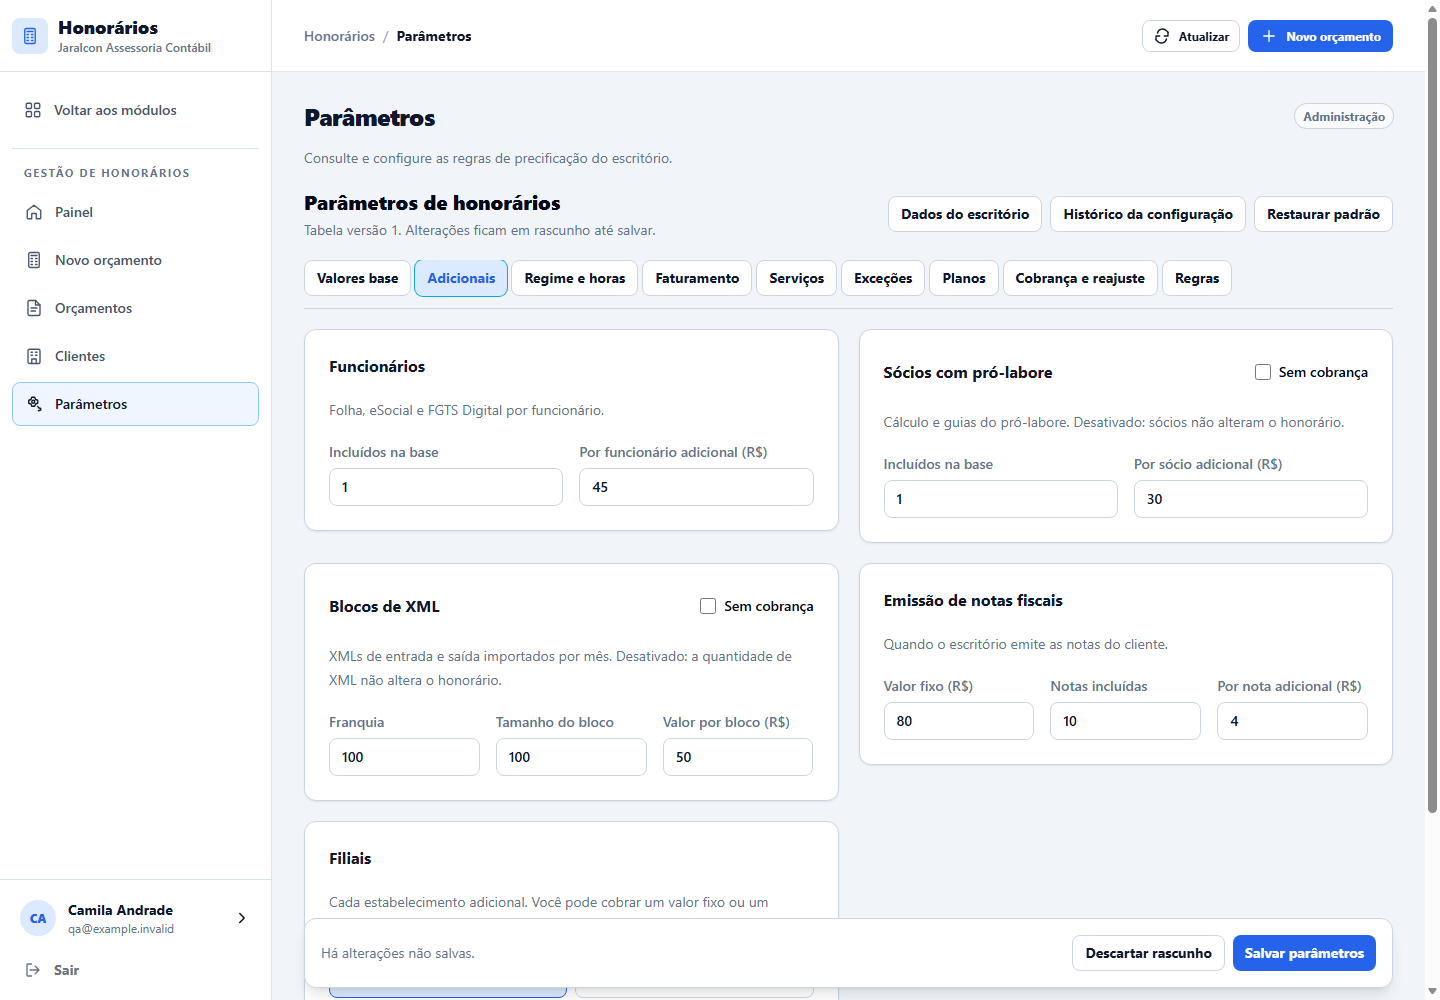 Honorários
Jaralcon Assessoria Contábil
Voltar aos módulos
GESTÃO DE HONORÁRIOS
Painel
Novo orçamento
Orçamentos
Clientes
Parâmetros
CA
Camila Andrade
qa@example.invalid
Sair
Honorários / Parâmetros
Atualizar
Novo orçamento
Parâmetros
Administração
Consulte e configure as regras de precificação do escritório.
Parâmetros de honorários
Tabela versão 1. Alterações ficam em rascunho até salvar.
Dados do escritório
Histórico da configuração
Restaurar padrão
Valores base
Adicionais
Regime e horas
Faturamento
Serviços
Exceções
Planos
Cobrança e reajuste
Regras
Funcionários
Folha, eSocial e FGTS Digital por funcionário.
Incluídos na base
Por funcionário adicional (R$)
1
45
Sócios com pró-labore
Sem cobrança
Cálculo e guias do pró-labore. Desativado: sócios não alteram o honorário.
Incluídos na base
Por sócio adicional (R$)
1
30
Blocos de XML
Sem cobrança
XMLs de entrada e saída importados por mês. Desativado: a quantidade de
XML não altera o honorário.
Franquia
Tamanho do bloco
Valor por bloco (R$)
100
100
50
Emissão de notas fiscais
Quando o escritório emite as notas do cliente.
Valor fixo (R$)
Notas incluídas
Por nota adicional (R$)
80
10
4
Filiais
Cada estabelecimento adicional. Você pode cobrar um valor fixo ou um
Há alterações não salvas.
Descartar rascunho
Salvar parâmetros